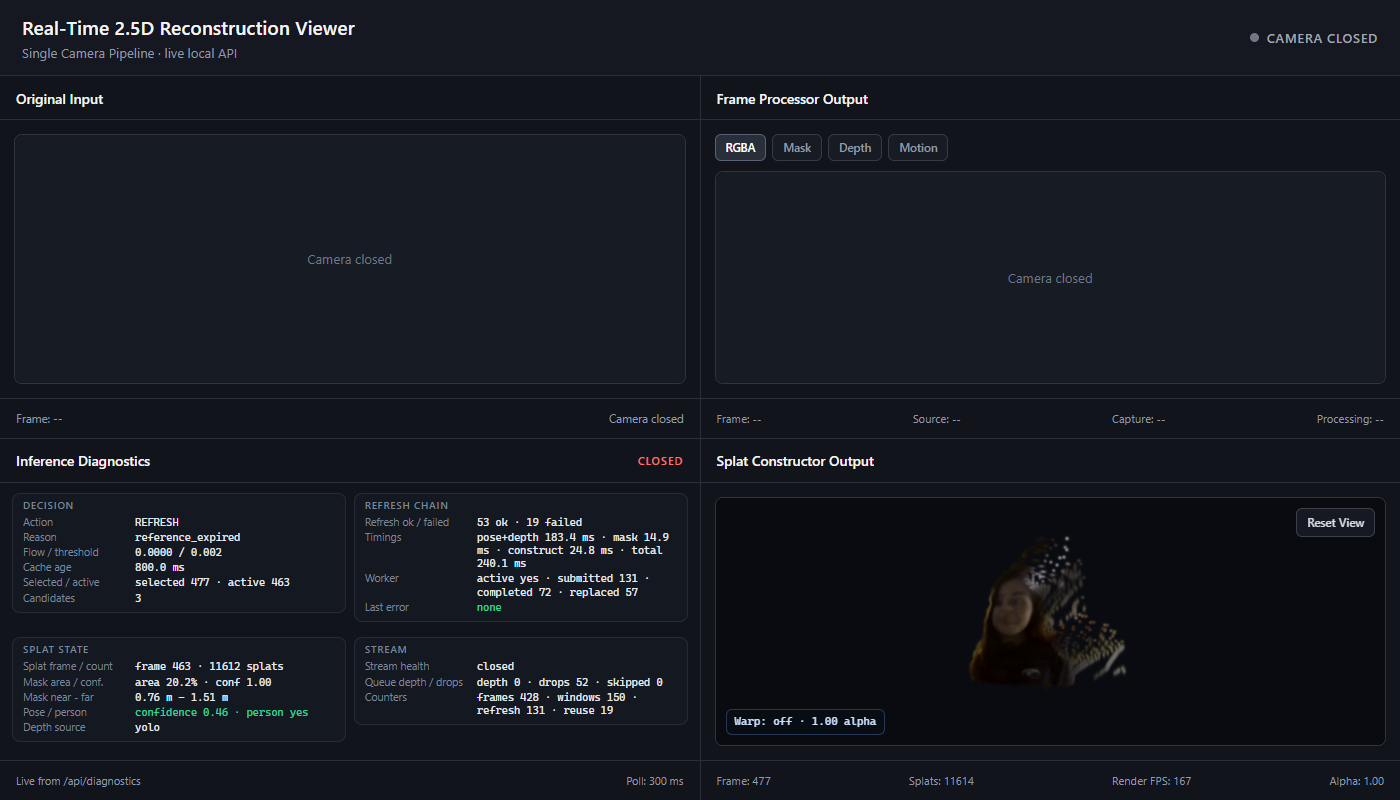 Real-Time 2.5D Reconstruction Viewer
Single Camera Pipeline · live local API
CAMERA CLOSED
Original Input
Camera closed
Frame: --
Camera closed
Frame Processor Output
RGBA
Mask
Depth
Motion
Camera closed
Frame: --
Source: --
Capture: --
Processing: --
Inference Diagnostics
CLOSED
DECISION
Action REFRESH
Reason reference_expired
Flow / threshold 0.0000 / 0.002
Cache age 800.0 ms
Selected / active selected 477 · active 463
Candidates 3
REFRESH CHAIN
Refresh ok / failed 53 ok · 19 failed
Timings pose+depth 183.4 ms · mask 14.9
ms · construct 24.8 ms · total
240.1 ms
Worker active yes · submitted 131 ·
completed 72 · replaced 57
Last error none
SPLAT STATE
Splat frame / count frame 463 · 11612 splats
Mask area / conf. area 20.2% · conf 1.00
Mask near - far 0.76 m – 1.51 m
Pose / person confidence 0.46 · person yes
Depth source yolo
STREAM
Stream health closed
Queue depth / drops depth 0 · drops 52 · skipped 0
Counters frames 428 · windows 150 ·
refresh 131 · reuse 19
Live from /api/diagnostics
Poll: 300 ms
Splat Constructor Output
Reset View
Warp: off · 1.00 alpha
Frame: 477
Splats: 11614
Render FPS: 167
Alpha: 1.00